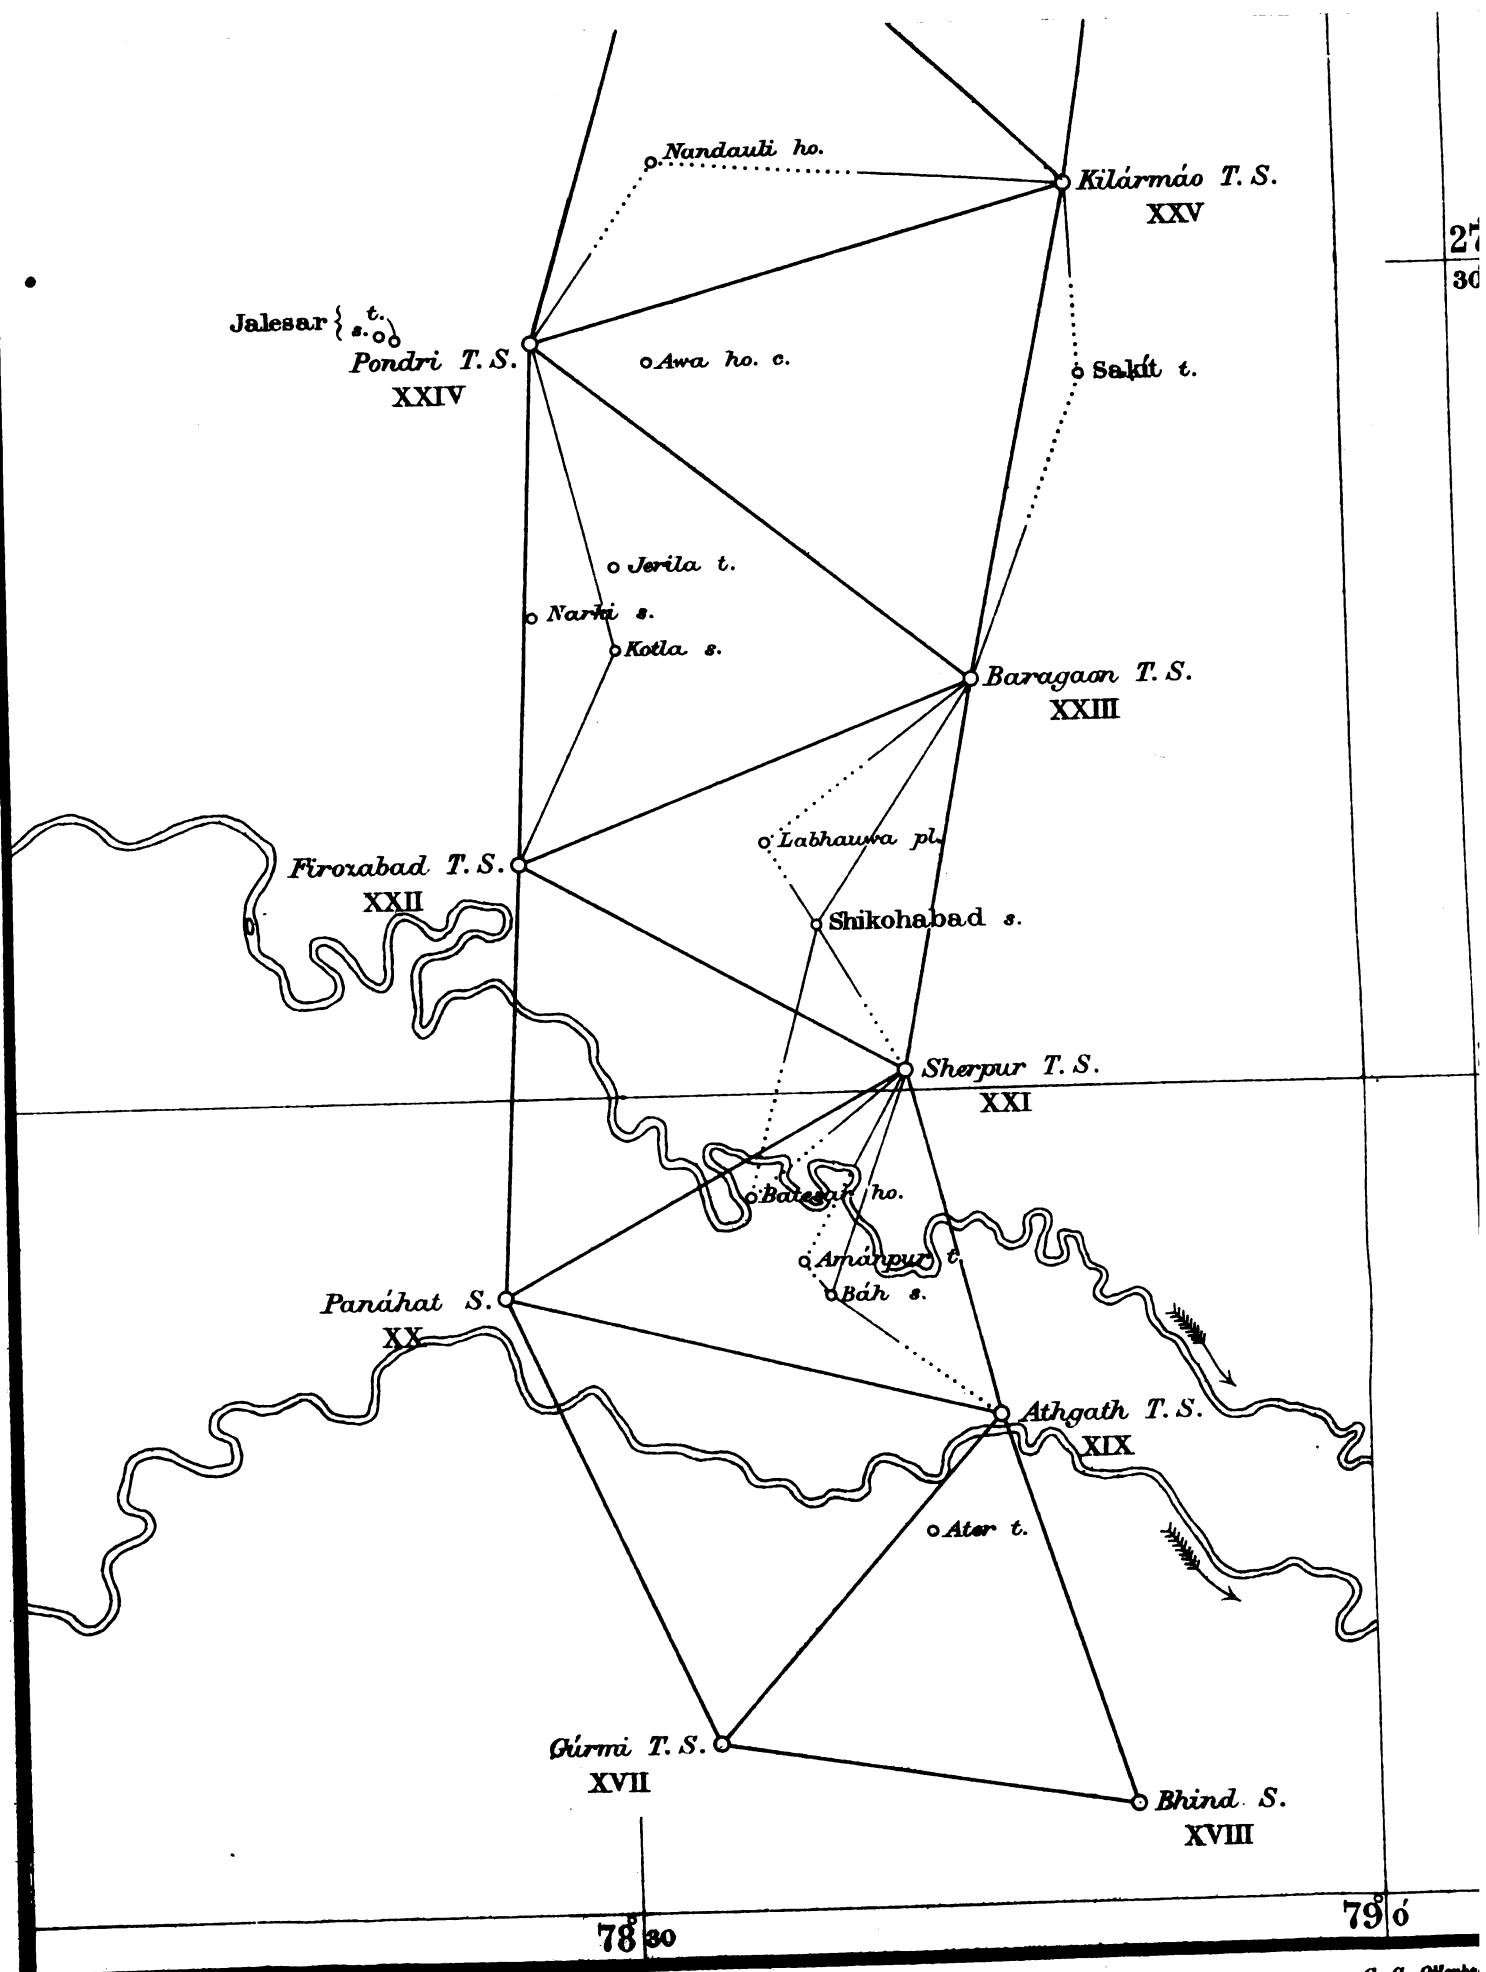 Nandauli ho.
Kilármáo T. S.
XXV
27
30
Jalesar { t.
s.
Pondri T. S.
XXIV
Awa ho. c.
Sakít t.
Jerila t.
Narki s.
Kotla s.
Baragaon T. S.
XXIII
Labhauwa pl.
Firozabad T. S.
XXII
Shikohabad s.
Sherpur T. S.
XXI
Batesar ho.
Amánpur t.
Báh s.
Panáhat S.
XX
Athgath T. S.
XIX
Ater t.
Gúrmi T. S.
XVII
Bhind S.
XVIII
78° 30
79° 0